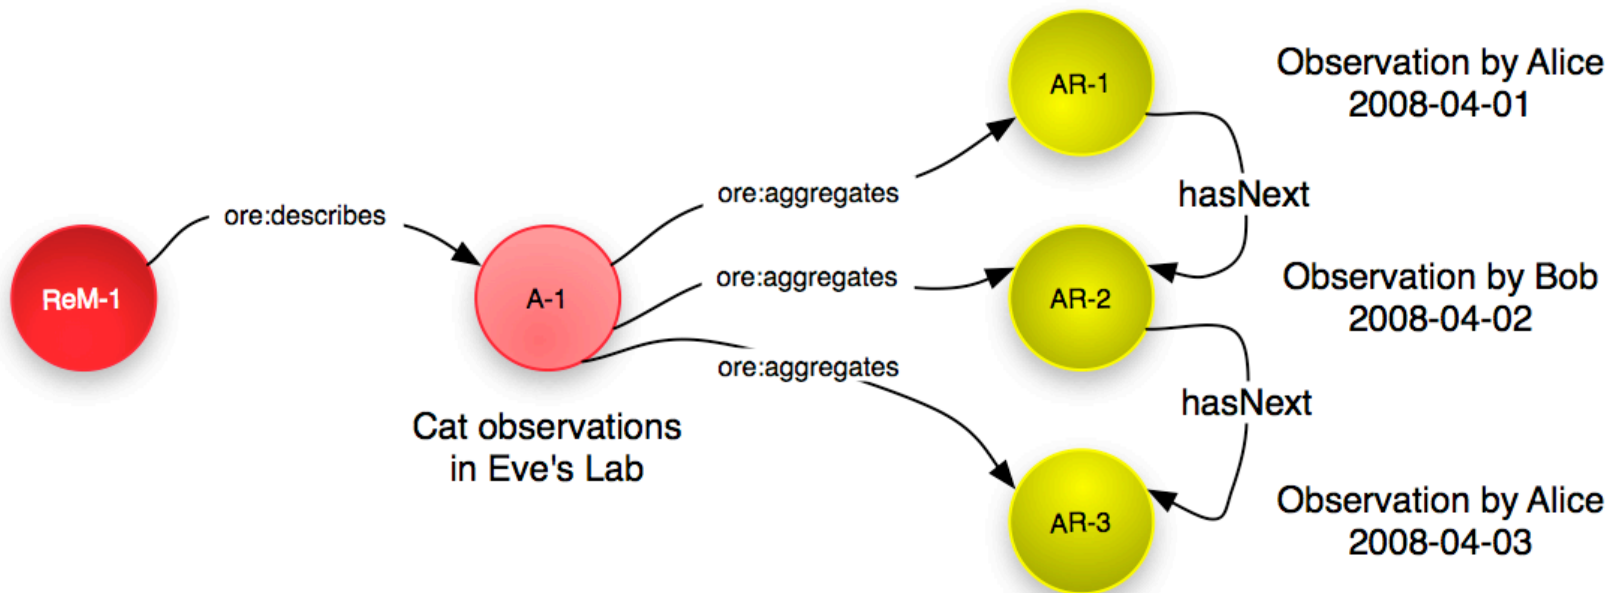 AR-1
Observation by Alice
2008-04-01
ore:aggregates
hasNext
ore:describes
ReM-1
A-1
ore:aggregates
AR-2
Observation by Bob
2008-04-02
ore:aggregates
hasNext
Cat observations
in Eve's Lab
AR-3
Observation by Alice
2008-04-03